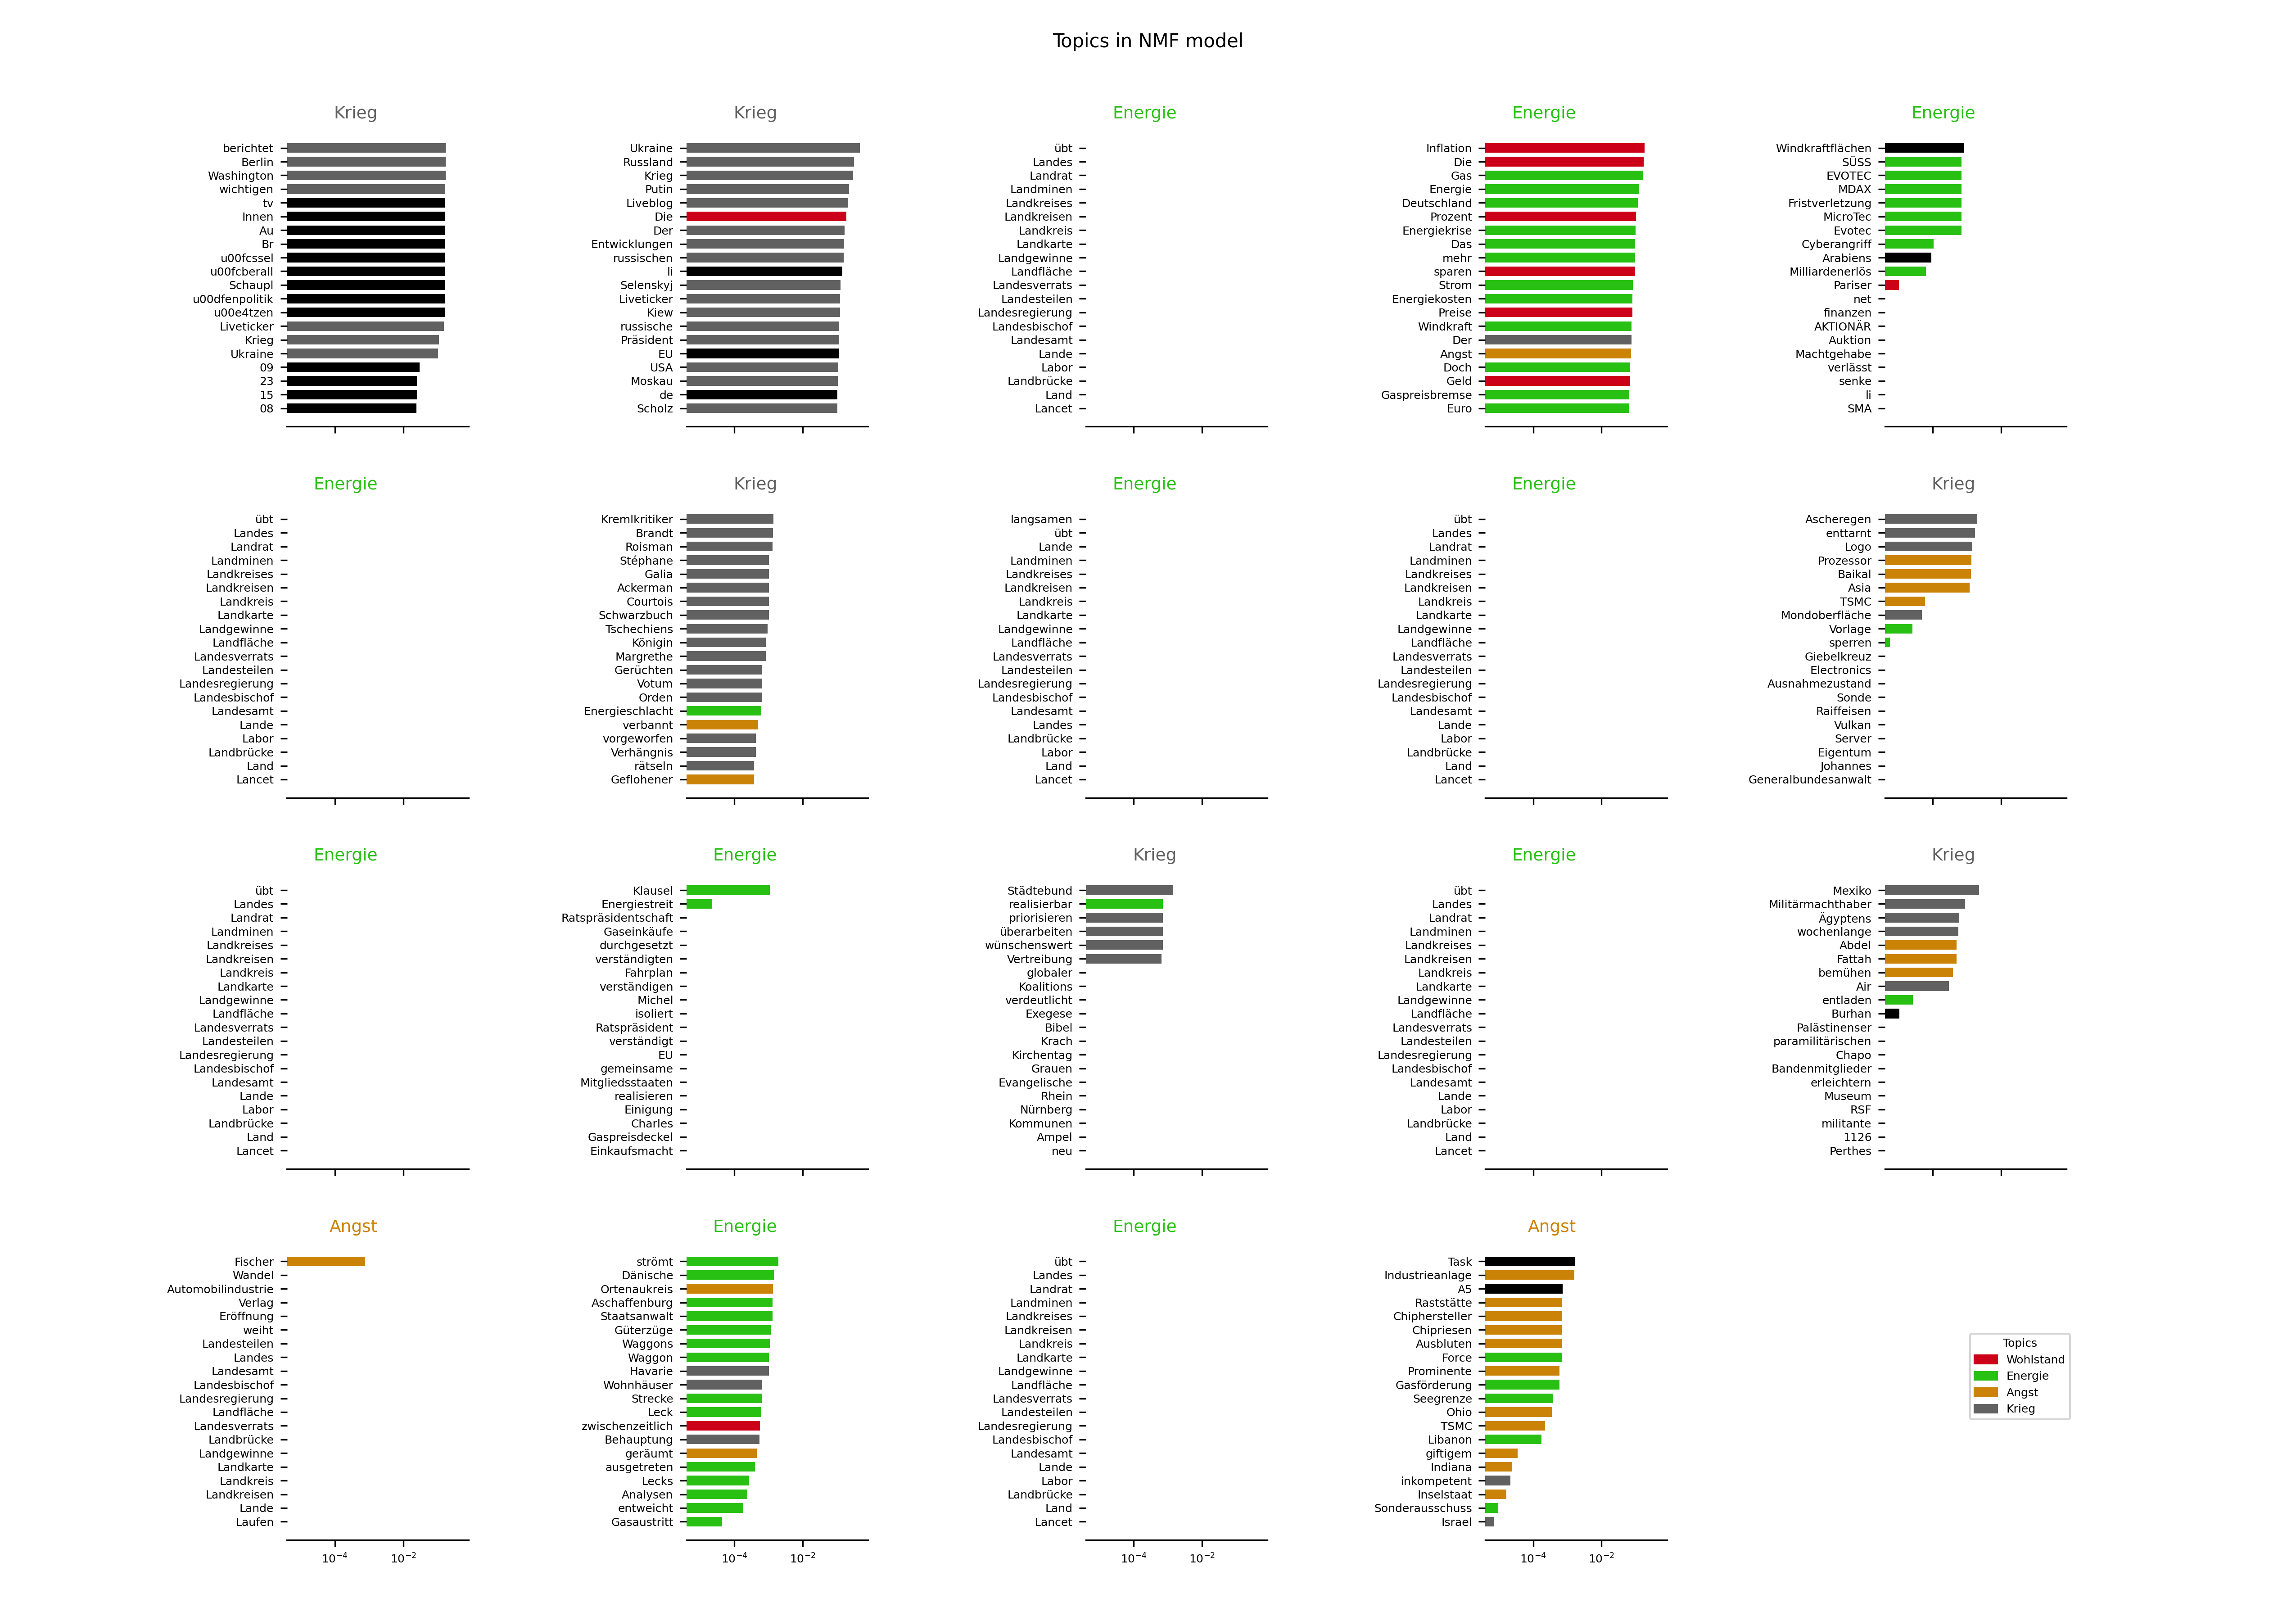 Topics in NMF model
Krieg
berichtet
Berlin
Washington
wichtigen
tv
Innen
Au
Br
u00fcssel
u00fcberall
Schaupl
u00dfenpolitik
u00e4tzen
Liveticker
Krieg
Ukraine
09
23
15
08
Krieg
Ukraine
Russland
Krieg
Putin
Liveblog
Die
Der
Entwicklungen
russischen
li
Selenskyj
Liveticker
Kiew
russische
Präsident
EU
USA
Moskau
de
Scholz
Energie
übt
Landes
Landrat
Landminen
Landkreises
Landkreisen
Landkreis
Landkarte
Landgewinne
Landfläche
Landesverrats
Landesteilen
Landesregierung
Landesbischof
Landesamt
Lande
Labor
Landbrücke
Land
Lancet
Energie
Inflation
Die
Gas
Energie
Deutschland
Prozent
Energiekrise
Das
mehr
sparen
Strom
Energiekosten
Preise
Windkraft
Der
Angst
Doch
Geld
Gaspreisbremse
Euro
Energie
Windkraftflächen
SÜSS
EVOTEC
MDAX
Fristverletzung
MicroTec
Evotec
Cyberangriff
Arabiens
Milliardenerlös
Pariser
net
finanzen
AKTIONÄR
Auktion
Machtgehabe
verlässt
senke
li
SMA
Energie
übt
Landes
Landrat
Landminen
Landkreises
Landkreisen
Landkreis
Landkarte
Landgewinne
Landfläche
Landesverrats
Landesteilen
Landesregierung
Landesbischof
Landesamt
Lande
Labor
Landbrücke
Land
Lancet
Krieg
Kremlkritiker
Brandt
Roisman
Stéphane
Galia
Ackerman
Courtois
Schwarzbuch
Tschechiens
Königin
Margrethe
Gerüchten
Votum
Orden
Energieschlacht
verbannt
vorgeworfen
Verhängnis
rätseln
Geflohener
Energie
langsamen
übt
Lande
Landminen
Landkreises
Landkreisen
Landkreis
Landkarte
Landgewinne
Landfläche
Landesverrats
Landesteilen
Landesregierung
Landesbischof
Landesamt
Landes
Landbrücke
Labor
Land
Lancet
Energie
übt
Landes
Landrat
Landminen
Landkreises
Landkreisen
Landkreis
Landkarte
Landgewinne
Landfläche
Landesverrats
Landesteilen
Landesregierung
Landesbischof
Landesamt
Lande
Labor
Landbrücke
Land
Lancet
Krieg
Ascheregen
enttarnt
Logo
Prozessor
Baikal
Asia
TSMC
Mondoberfläche
Vorlage
sperren
Giebelkreuz
Electronics
Ausnahmezustand
Sonde
Raiffeisen
Vulkan
Server
Eigentum
Johannes
Generalbundesanwalt
Energie
übt
Landes
Landrat
Landminen
Landkreises
Landkreisen
Landkreis
Landkarte
Landgewinne
Landfläche
Landesverrats
Landesteilen
Landesregierung
Landesbischof
Landesamt
Lande
Labor
Landbrücke
Land
Lancet
Energie
Klausel
Energiestreit
Ratspräsidentschaft
Gaseinkäufe
durchgesetzt
verständigten
Fahrplan
verständigen
Michel
isoliert
Ratspräsident
verständigt
EU
gemeinsame
Mitgliedsstaaten
realisieren
Einigung
Charles
Gaspreisdeckel
Einkaufsmacht
Krieg
Städtebund
realisierbar
priorisieren
überarbeiten
wünschenswert
Vertreibung
globaler
Koalitions
verdeutlicht
Exegese
Bibel
Krach
Kirchentag
Grauen
Evangelische
Rhein
Nürnberg
Kommunen
Ampel
neu
Energie
übt
Landes
Landrat
Landminen
Landkreises
Landkreisen
Landkreis
Landkarte
Landgewinne
Landfläche
Landesverrats
Landesteilen
Landesregierung
Landesbischof
Landesamt
Lande
Labor
Landbrücke
Land
Lancet
Krieg
Mexiko
Militärmachthaber
Ägyptens
wochenlange
Abdel
Fattah
bemühen
Air
entladen
Burhan
Palästinenser
paramilitärischen
Chapo
Bandenmitglieder
erleichtern
Museum
RSF
militante
1126
Perthes
Angst
Fischer
Wandel
Automobilindustrie
Verlag
Eröffnung
weiht
Landesteilen
Landes
Landesamt
Landesbischof
Landesregierung
Landfläche
Landesverrats
Landbrücke
Landgewinne
Landkarte
Landkreis
Landkreisen
Lande
Laufen
10⁻⁴ 10⁻²
Energie
strömt
Dänische
Ortenaukreis
Aschaffenburg
Staatsanwalt
Güterzüge
Waggons
Waggon
Havarie
Wohnhäuser
Strecke
Leck
zwischenzeitlich
Behauptung
geräumt
ausgetreten
Lecks
Analysen
entweicht
Gasaustritt
10⁻⁴ 10⁻²
Energie
übt
Landes
Landrat
Landminen
Landkreises
Landkreisen
Landkreis
Landkarte
Landgewinne
Landfläche
Landesverrats
Landesteilen
Landesregierung
Landesbischof
Landesamt
Lande
Labor
Landbrücke
Land
Lancet
10⁻⁴ 10⁻²
Angst
Task
Industrieanlage
A5
Raststätte
Chiphersteller
Chipriesen
Ausbluten
Force
Prominente
Gasförderung
Seegrenze
Ohio
TSMC
Libanon
giftigem
Indiana
inkompetent
Inselstaat
Sonderausschuss
Israel
10⁻⁴ 10⁻²
Topics
Wohlstand
Energie
Angst
Krieg